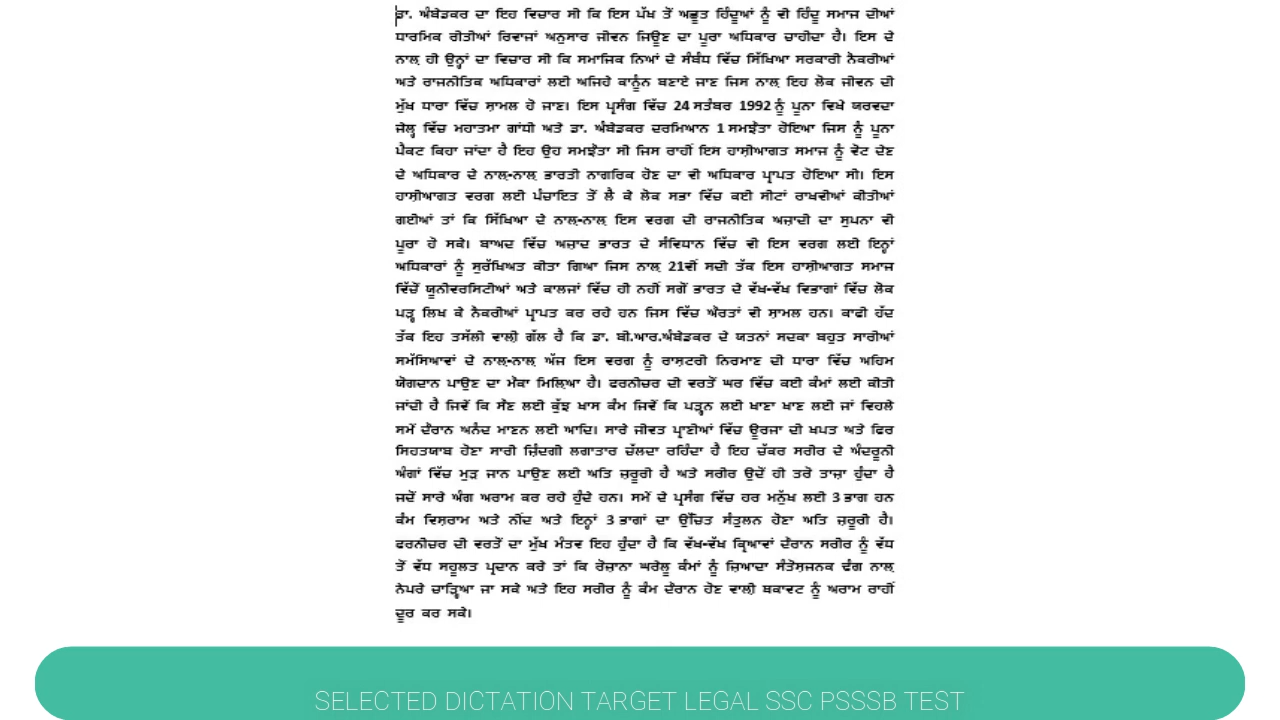 ਡਾ. ਅੰਬੇਡਕਰ ਦਾ ਇਹ ਵਿਚਾਰ ਸੀ ਕਿ ਇਸ ਪੱਖ ਤੋਂ ਅਛੂਤ ਹਿੰਦੂਆਂ ਨੂੰ ਵੀ ਹਿੰਦੂ ਸਮਾਜ ਦੀਆਂ
ਧਾਰਮਿਕ ਰੀਤੀਆਂ ਰਿਵਾਜਾਂ ਅਨੁਸਾਰ ਜੀਵਨ ਜਿਊਣ ਦਾ ਪੂਰਾ ਅਧਿਕਾਰ ਚਾਹੀਦਾ ਹੈ। ਇਸ ਦੇ
ਨਾਲ ਹੀ ਉਨ੍ਹਾਂ ਦਾ ਵਿਚਾਰ ਸੀ ਕਿ ਸਮਾਜਿਕ ਨਿਆਂ ਦੇ ਸੰਬੰਧ ਵਿੱਚ ਸਿੱਖਿਆ ਸਰਕਾਰੀ ਨੌਕਰੀਆਂ
ਅਤੇ ਰਾਜਨੀਤਿਕ ਅਧਿਕਾਰਾਂ ਲਈ ਅਜਿਹੇ ਕਾਨੂੰਨ ਬਣਾਏ ਜਾਣ ਜਿਸ ਨਾਲ ਇਹ ਲੋਕ ਜੀਵਨ ਦੀ
ਮੁੱਖ ਧਾਰਾ ਵਿੱਚ ਸ਼ਾਮਲ ਹੋ ਜਾਣ। ਇਸ ਪ੍ਰਸੰਗ ਵਿੱਚ 24 ਸਤੰਬਰ 1992 ਨੂੰ ਪੂਨਾ ਵਿਖੇ ਯਰਵਦਾ
ਜੇਲ੍ਹ ਵਿੱਚ ਮਹਾਤਮਾ ਗਾਂਧੀ ਅਤੇ ਡਾ. ਅੰਬੇਡਕਰ ਦਰਮਿਆਨ 1 ਸਮਝੌਤਾ ਹੋਇਆ ਜਿਸ ਨੂੰ ਪੂਨਾ
ਪੈਕਟ ਕਿਹਾ ਜਾਂਦਾ ਹੈ ਇਹ ਉਹ ਸਮਝੌਤਾ ਸੀ ਜਿਸ ਰਾਹੀਂ ਇਸ ਹਾਸ਼ੀਆਗਤ ਸਮਾਜ ਨੂੰ ਵੋਟ ਦੇਣ
ਦੇ ਅਧਿਕਾਰ ਦੇ ਨਾਲ-ਨਾਲ ਭਾਰਤੀ ਨਾਗਰਿਕ ਹੋਣ ਦਾ ਵੀ ਅਧਿਕਾਰ ਪ੍ਰਾਪਤ ਹੋਇਆ ਸੀ। ਇਸ
ਹਾਸ਼ੀਆਗਤ ਵਰਗ ਲਈ ਪੰਚਾਇਤ ਤੋਂ ਲੈ ਕੇ ਲੋਕ ਸਭਾ ਵਿੱਚ ਕਈ ਸੀਟਾਂ ਰਾਖਵੀਆਂ ਕੀਤੀਆਂ
ਗਈਆਂ ਤਾਂ ਕਿ ਸਿੱਖਿਆ ਦੇ ਨਾਲ-ਨਾਲ ਇਸ ਵਰਗ ਦੀ ਰਾਜਨੀਤਿਕ ਅਜ਼ਾਦੀ ਦਾ ਸੁਪਨਾ ਵੀ
ਪੂਰਾ ਹੋ ਸਕੇ। ਬਾਅਦ ਵਿੱਚ ਅਜ਼ਾਦ ਭਾਰਤ ਦੇ ਸੰਵਿਧਾਨ ਵਿੱਚ ਵੀ ਇਸ ਵਰਗ ਲਈ ਇਨ੍ਹਾਂ
ਅਧਿਕਾਰਾਂ ਨੂੰ ਸੁਰੱਖਿਅਤ ਕੀਤਾ ਗਿਆ ਜਿਸ ਨਾਲ 21ਵੀਂ ਸਦੀ ਤੱਕ ਇਸ ਹਾਸ਼ੀਆਗਤ ਸਮਾਜ
ਵਿੱਚੋਂ ਯੂਨੀਵਰਸਿਟੀਆਂ ਅਤੇ ਕਾਲਜਾਂ ਵਿੱਚ ਹੀ ਨਹੀਂ ਸਗੋਂ ਭਾਰਤ ਦੇ ਵੱਖ-ਵੱਖ ਵਿਭਾਗਾਂ ਵਿੱਚ ਲੋਕ
ਪੜ੍ਹ ਲਿਖ ਕੇ ਨੌਕਰੀਆਂ ਪ੍ਰਾਪਤ ਕਰ ਰਹੇ ਹਨ ਜਿਸ ਵਿੱਚ ਔਰਤਾਂ ਵੀ ਸ਼ਾਮਲ ਹਨ। ਕਾਫੀ ਹੱਦ
ਤੱਕ ਇਹ ਤਸੱਲੀ ਵਾਲੀ ਗੱਲ ਹੈ ਕਿ ਡਾ. ਬੀ.ਆਰ.ਅੰਬੇਡਕਰ ਦੇ ਯਤਨਾਂ ਸਦਕਾ ਬਹੁਤ ਸਾਰੀਆਂ
ਸਮੱਸਿਆਵਾਂ ਦੇ ਨਾਲ-ਨਾਲ ਅੱਜ ਇਸ ਵਰਗ ਨੂੰ ਰਾਸ਼ਟਰੀ ਨਿਰਮਾਣ ਦੀ ਧਾਰਾ ਵਿੱਚ ਅਹਿਮ
ਯੋਗਦਾਨ ਪਾਉਣ ਦਾ ਮੌਕਾ ਮਿਲਿਆ ਹੈ। ਫਰਨੀਚਰ ਦੀ ਵਰਤੋਂ ਘਰ ਵਿੱਚ ਕਈ ਕੰਮਾਂ ਲਈ ਕੀਤੀ
ਜਾਂਦੀ ਹੈ ਜਿਵੇਂ ਕਿ ਸੌਣ ਲਈ ਕੁੱਝ ਖਾਸ ਕੰਮ ਜਿਵੇਂ ਕਿ ਪੜ੍ਹਨ ਲਈ ਖਾਣਾ ਖਾਣ ਲਈ ਜਾਂ ਵਿਹਲੇ
ਸਮੇਂ ਦੌਰਾਨ ਅਨੰਦ ਮਾਣਨ ਲਈ ਆਦਿ। ਸਾਰੇ ਜੀਵਤ ਪ੍ਰਾਣੀਆਂ ਵਿੱਚ ਊਰਜਾ ਦੀ ਖਪਤ ਅਤੇ ਫਿਰ
ਸਿਹਤਯਾਬ ਹੋਣਾ ਸਾਰੀ ਜ਼ਿੰਦਗੀ ਲਗਾਤਾਰ ਚੱਲਦਾ ਰਹਿੰਦਾ ਹੈ ਇਹ ਚੱਕਰ ਸਰੀਰ ਦੇ ਅੰਦਰੂਨੀ
ਅੰਗਾਂ ਵਿੱਚ ਮੁੜ ਜਾਨ ਪਾਉਣ ਲਈ ਅਤਿ ਜ਼ਰੂਰੀ ਹੈ ਅਤੇ ਸਰੀਰ ਉਦੋਂ ਹੀ ਤਰੋ ਤਾਜ਼ਾ ਹੁੰਦਾ ਹੈ
ਜਦੋਂ ਸਾਰੇ ਅੰਗ ਅਰਾਮ ਕਰ ਰਹੇ ਹੁੰਦੇ ਹਨ। ਸਮੇਂ ਦੇ ਪ੍ਰਸੰਗ ਵਿੱਚ ਹਰ ਮਨੁੱਖ ਲਈ 3 ਭਾਗ ਹਨ
ਕੰਮ ਵਿਸ਼ਰਾਮ ਅਤੇ ਨੀਂਦ ਅਤੇ ਇਨ੍ਹਾਂ 3 ਭਾਗਾਂ ਦਾ ਉੱਚਿਤ ਸੰਤੁਲਨ ਹੋਣਾ ਅਤਿ ਜ਼ਰੂਰੀ ਹੈ।
ਫਰਨੀਚਰ ਦੀ ਵਰਤੋਂ ਦਾ ਮੁੱਖ ਮੰਤਵ ਇਹ ਹੁੰਦਾ ਹੈ ਕਿ ਵੱਖ-ਵੱਖ ਕ੍ਰਿਆਵਾਂ ਦੌਰਾਨ ਸਰੀਰ ਨੂੰ ਵੱਧ
ਤੋਂ ਵੱਧ ਸਹੂਲਤ ਪ੍ਰਦਾਨ ਕਰੇ ਤਾਂ ਕਿ ਰੋਜ਼ਾਨਾ ਘਰੇਲੂ ਕੰਮਾਂ ਨੂੰ ਜ਼ਿਆਦਾ ਸੰਤੋਸ਼ਜਨਕ ਢੰਗ ਨਾਲ
ਨੇਪਰੇ ਚਾੜ੍ਹਿਆ ਜਾ ਸਕੇ ਅਤੇ ਇਹ ਸਰੀਰ ਨੂੰ ਕੰਮ ਦੌਰਾਨ ਹੋਣ ਵਾਲੀ ਥਕਾਵਟ ਨੂੰ ਅਰਾਮ ਰਾਹੀਂ
ਦੂਰ ਕਰ ਸਕੇ।
SELECTED DICTATION TARGET LEGAL SSC PSSSB TEST